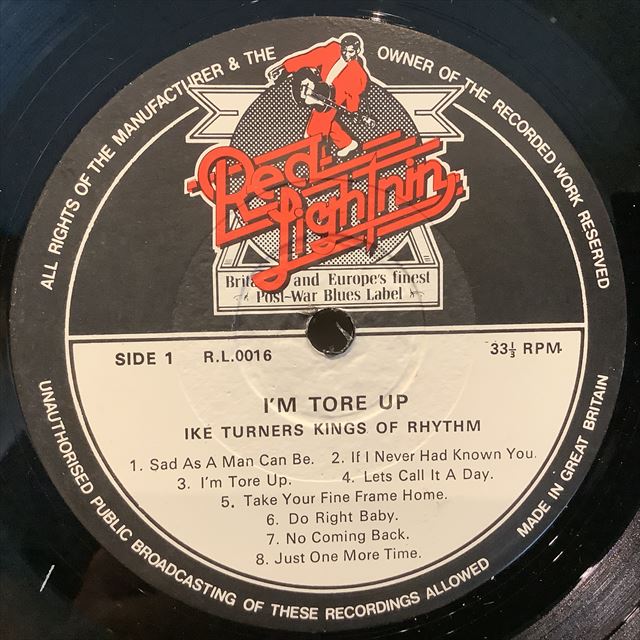 ALL RIGHTS OF THE MANUFACTURER & THE OWNER OF THE RECORDED WORK RESERVED
Red
Lightnin
and Europe's finest
Post-War Blues Label
SIDE 1 R.L.0016 33⅓ RPM.
I'M TORE UP
IKE TURNERS KINGS OF RHYTHM
1. Sad As A Man Can Be. 2. If I Never Had Known You.
3. I'm Tore Up. 4. Lets Call It A Day.
5. Take Your Fine Frame Home.
6. Do Right Baby.
7. No Coming Back.
8. Just One More Time.
UNAUTHORISED PUBLIC BROADCASTING OF THESE RECORDINGS ALLOWED
MADE IN GREAT BRITAIN